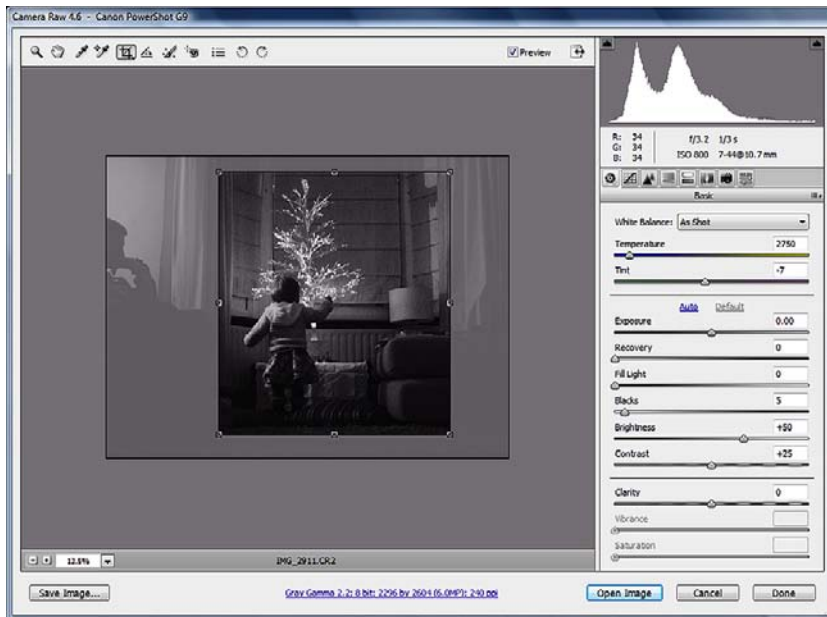 Camera Raw 4.6 - Canon PowerShot G9
Preview
R: 34
G: 34
B: 34
f/3.2 1/3 s
ISO 800 7-44@10.7 mm
Basic
White Balance: As Shot
Temperature 2750
Tint -7
Auto Default
Exposure 0.00
Recovery 0
Fill Light 0
Blacks 5
Brightness +50
Contrast +25
Clarity 0
Vibrance
Saturation
12.5% IMG_2911.CR2
Save Image... Gray Gamma 2.2; 8 bit; 2296 by 2604 (6.0MP); 240 ppi Open Image Cancel Done